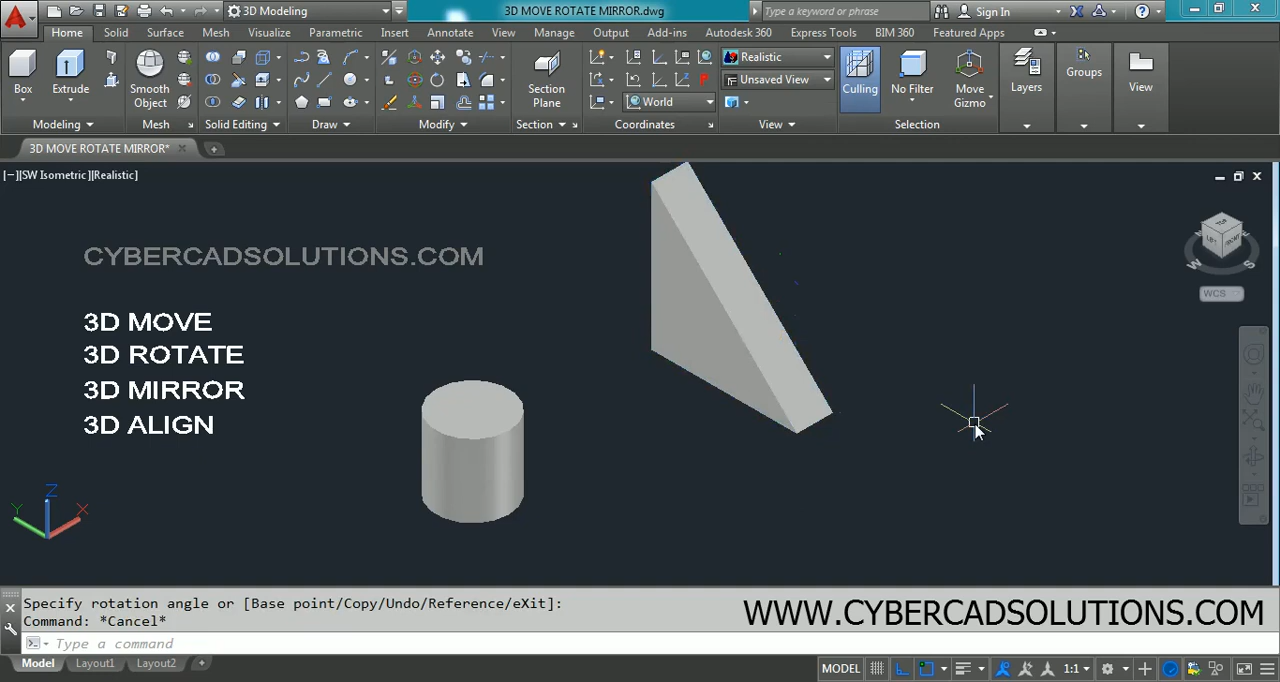 3D Modeling
3D MOVE ROTATE MIRROR.dwg
Type a keyword or phrase
Sign In
Home Solid Surface Mesh Visualize Parametric Insert Annotate View Manage Output Add-ins Autodesk 360 Express Tools BIM 360 Featured Apps
Box
Extrude
Smooth
Object
Section
Plane
Realistic
Unsaved View
World
Culling
No Filter
Move
Gizmo
Layers
Groups
View
Modeling Mesh Solid Editing Draw Modify Section Coordinates View Selection
3D MOVE ROTATE MIRROR*
[−][SW Isometric][Realistic]
CYBERCADSOLUTIONS.COM
3D MOVE
3D ROTATE
3D MIRROR
3D ALIGN
TOP
LEFT
FRONT
W
S
WCS
Z
Y
X
Specify rotation angle or [Base point/Copy/Undo/Reference/eXit]:
Command: *Cancel*
WWW.CYBERCADSOLUTIONS.COM
Type a command
Model Layout1 Layout2
MODEL
1:1